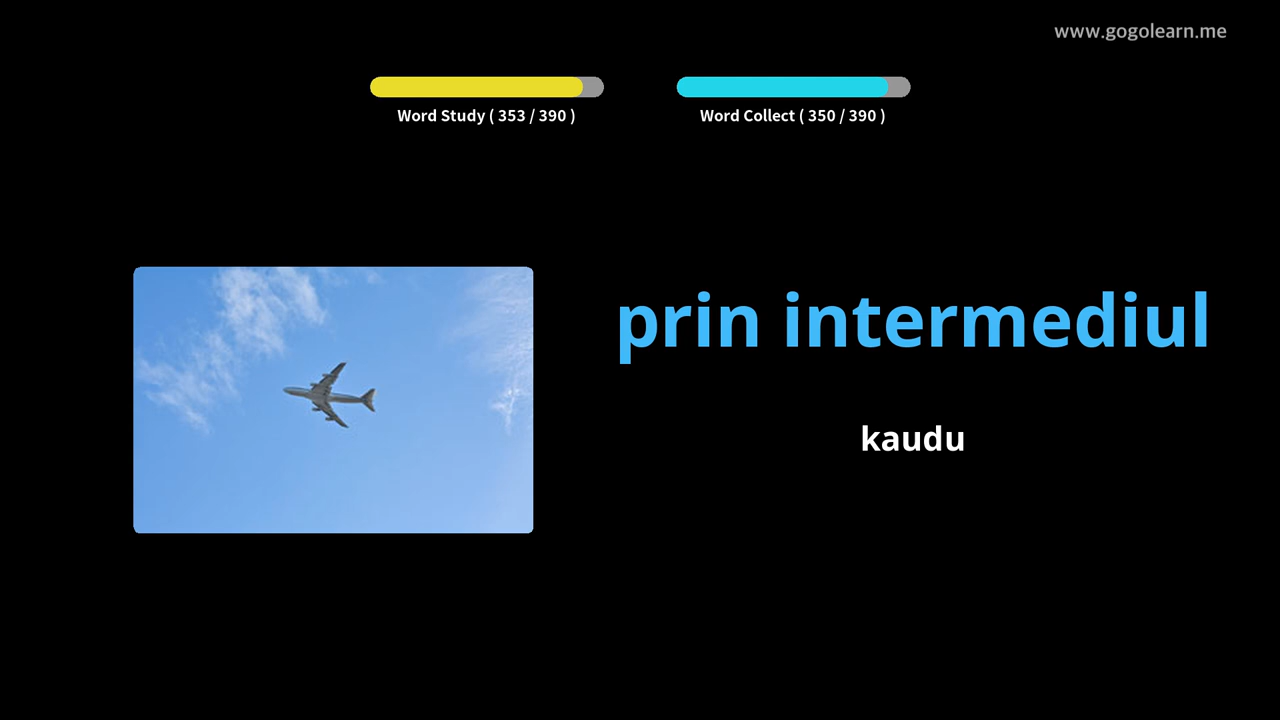 www.gogolearn.me
Word Study ( 353 / 390 )
Word Collect ( 350 / 390 )
prin intermediul
kaudu